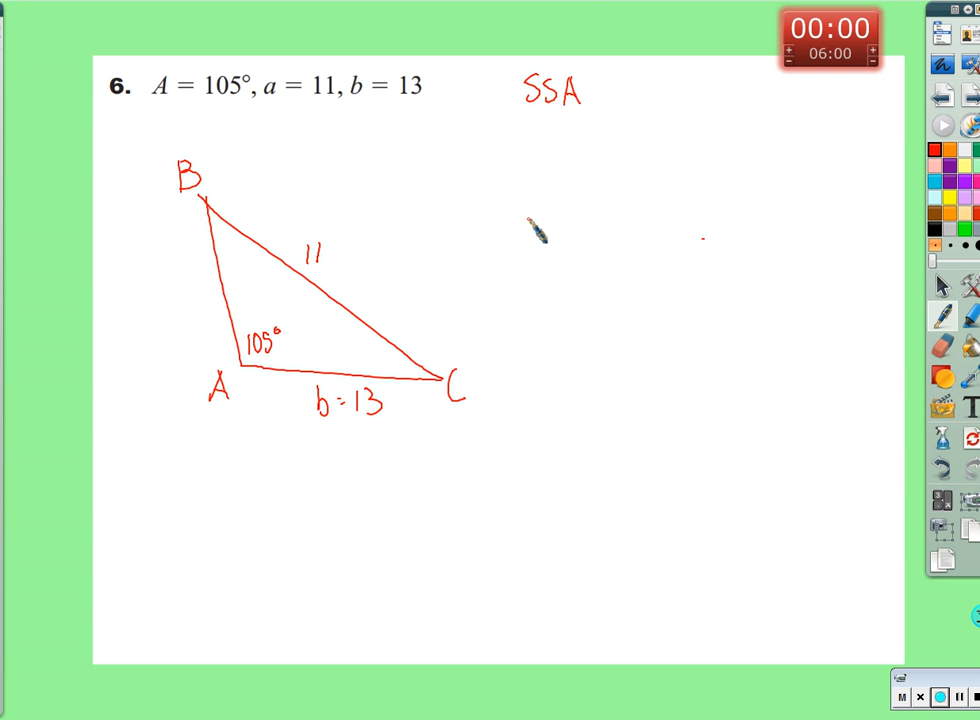 00:00
06:00
6. A = 105°, a = 11, b = 13
SSA
B
11
105°
A
b = 13
C
T
M